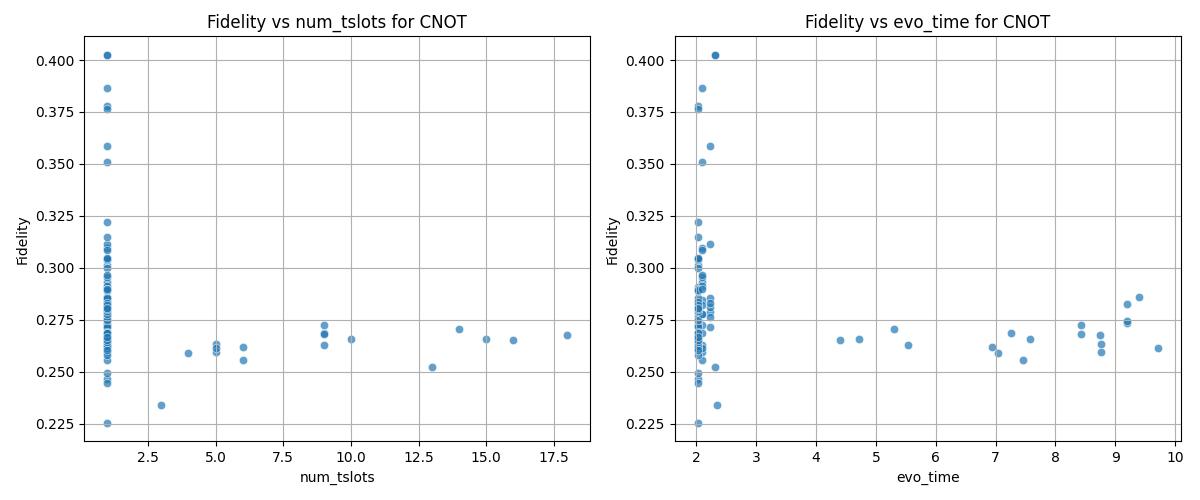 Fidelity vs num_tslots for CNOT
0.400
0.375
0.350
0.325
0.300
0.275
0.250
0.225
Fidelity
2.5 5.0 7.5 10.0 12.5 15.0 17.5
num_tslots
Fidelity vs evo_time for CNOT
0.400
0.375
0.350
0.325
0.300
0.275
0.250
0.225
Fidelity
2 3 4 5 6 7 8 9 10
evo_time